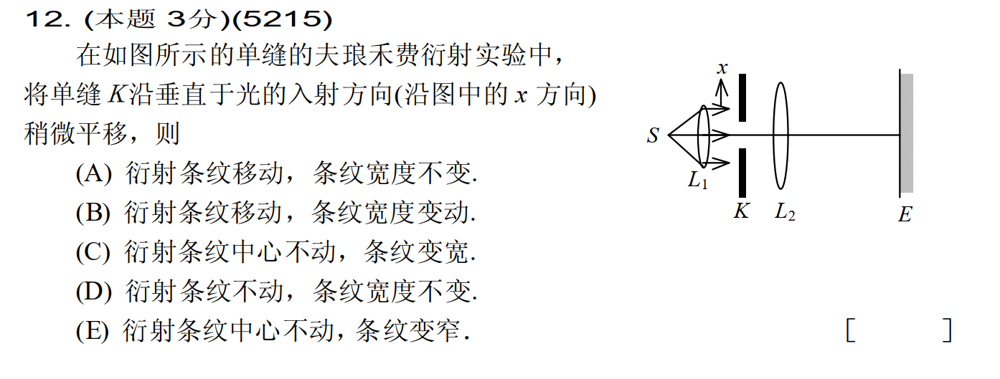 12. (本题 3分)(5215)
在如图所示的单缝的夫琅禾费衍射实验中，
将单缝 K沿垂直于光的入射方向(沿图中的 x 方向)
稍微平移，则
(A) 衍射条纹移动，条纹宽度不变.
(B) 衍射条纹移动，条纹宽度变动.
(C) 衍射条纹中心不动，条纹变宽.
(D) 衍射条纹不动，条纹宽度不变.
(E) 衍射条纹中心不动, 条纹变窄.
[ ]
x
S
L1
K
L2
E